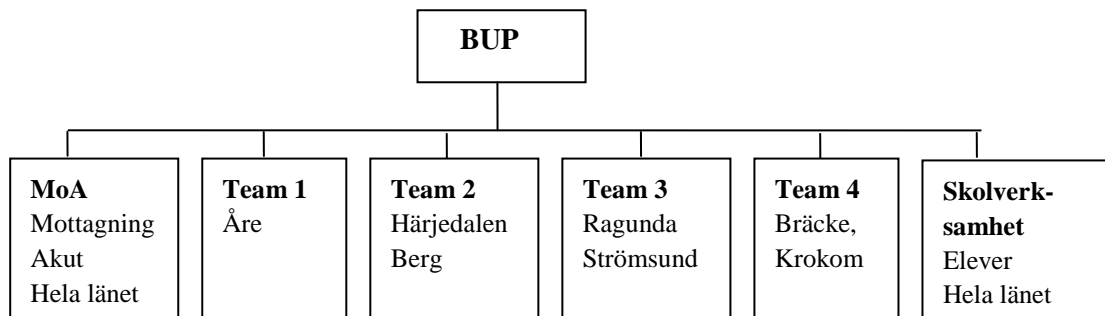 BUP
MoA
Mottagning
Akut
Hela länet
Team 1
Åre
Team 2
Härjedalen
Berg
Team 3
Ragunda
Strömsund
Team 4
Bräcke,
Krokom
Skolverk-
samhet
Elever
Hela länet